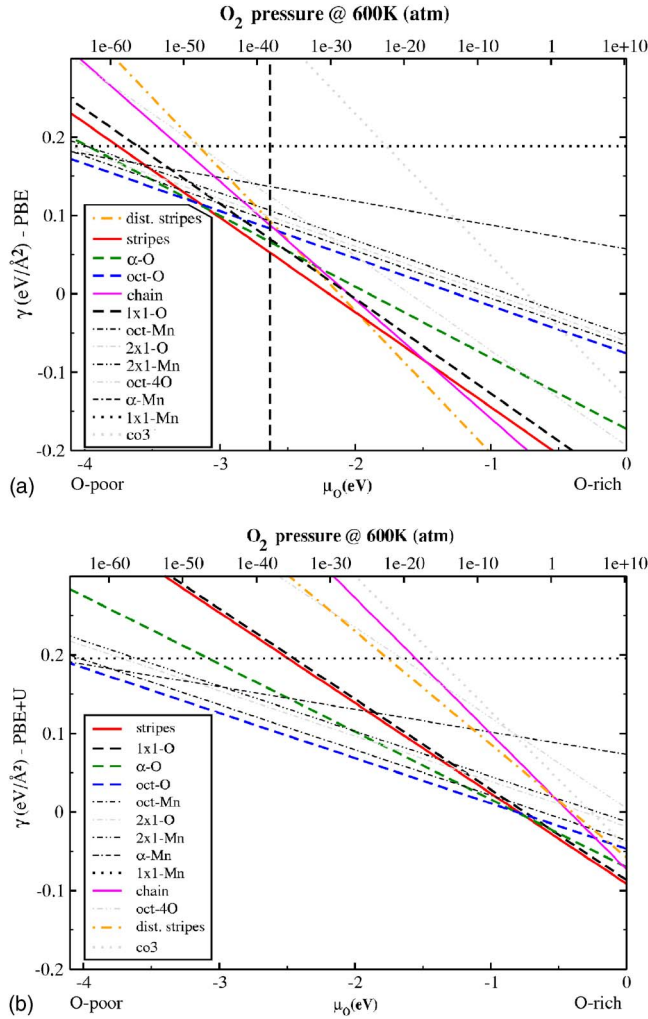 O2 pressure @ 600K (atm)
1e-60 1e-50 1e-40 1e-30 1e-20 1e-10 1 1e+10
γ (eV/Å²) - PBE
0.2
0.1
0
-0.1
-0.2
dist. stripes
stripes
α-O
oct-O
chain
1x1-O
oct-Mn
2x1-O
2x1-Mn
oct-4O
α-Mn
1x1-Mn
co3
-4 -3 -2 -1 0
(a) O-poor μO(eV) O-rich
O2 pressure @ 600K (atm)
1e-60 1e-50 1e-40 1e-30 1e-20 1e-10 1 1e+10
γ (eV/Å²) - PBE+U
0.2
0.1
0
-0.1
-0.2
stripes
1x1-O
α-O
oct-O
oct-Mn
2x1-O
2x1-Mn
α-Mn
1x1-Mn
chain
oct-4O
dist. stripes
co3
-4 -3 -2 -1 0
(b) O-poor μO(eV) O-rich